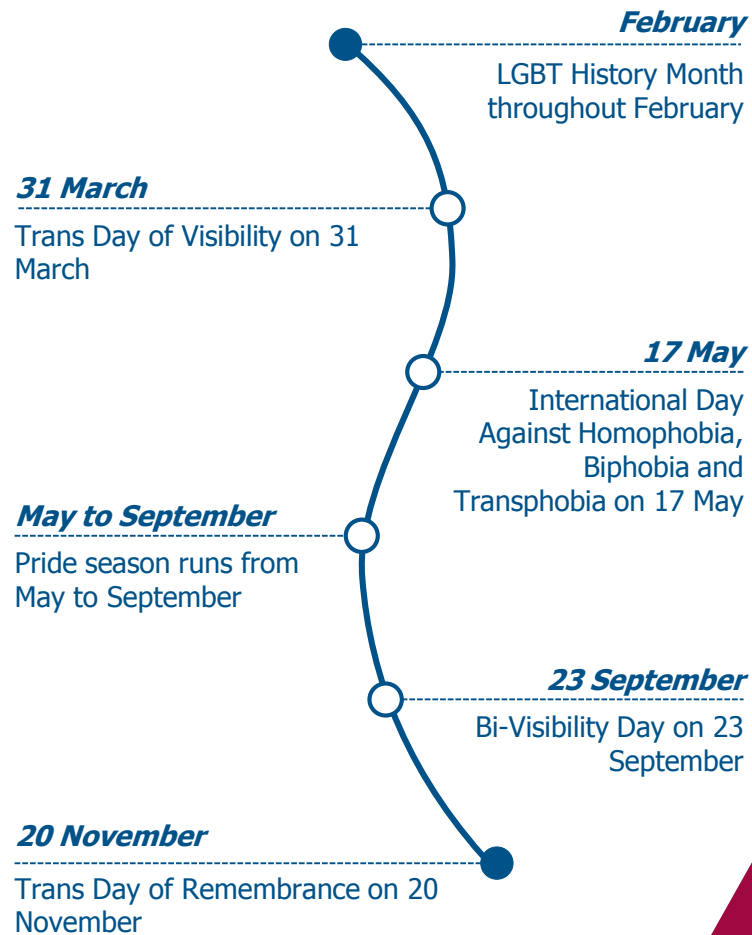 February
LGBT History Month
throughout February
31 March
Trans Day of Visibility on 31
March
17 May
International Day
Against Homophobia,
Biphobia and
Transphobia on 17 May
May to September
Pride season runs from
May to September
23 September
Bi-Visibility Day on 23
September
20 November
Trans Day of Remembrance on 20
November